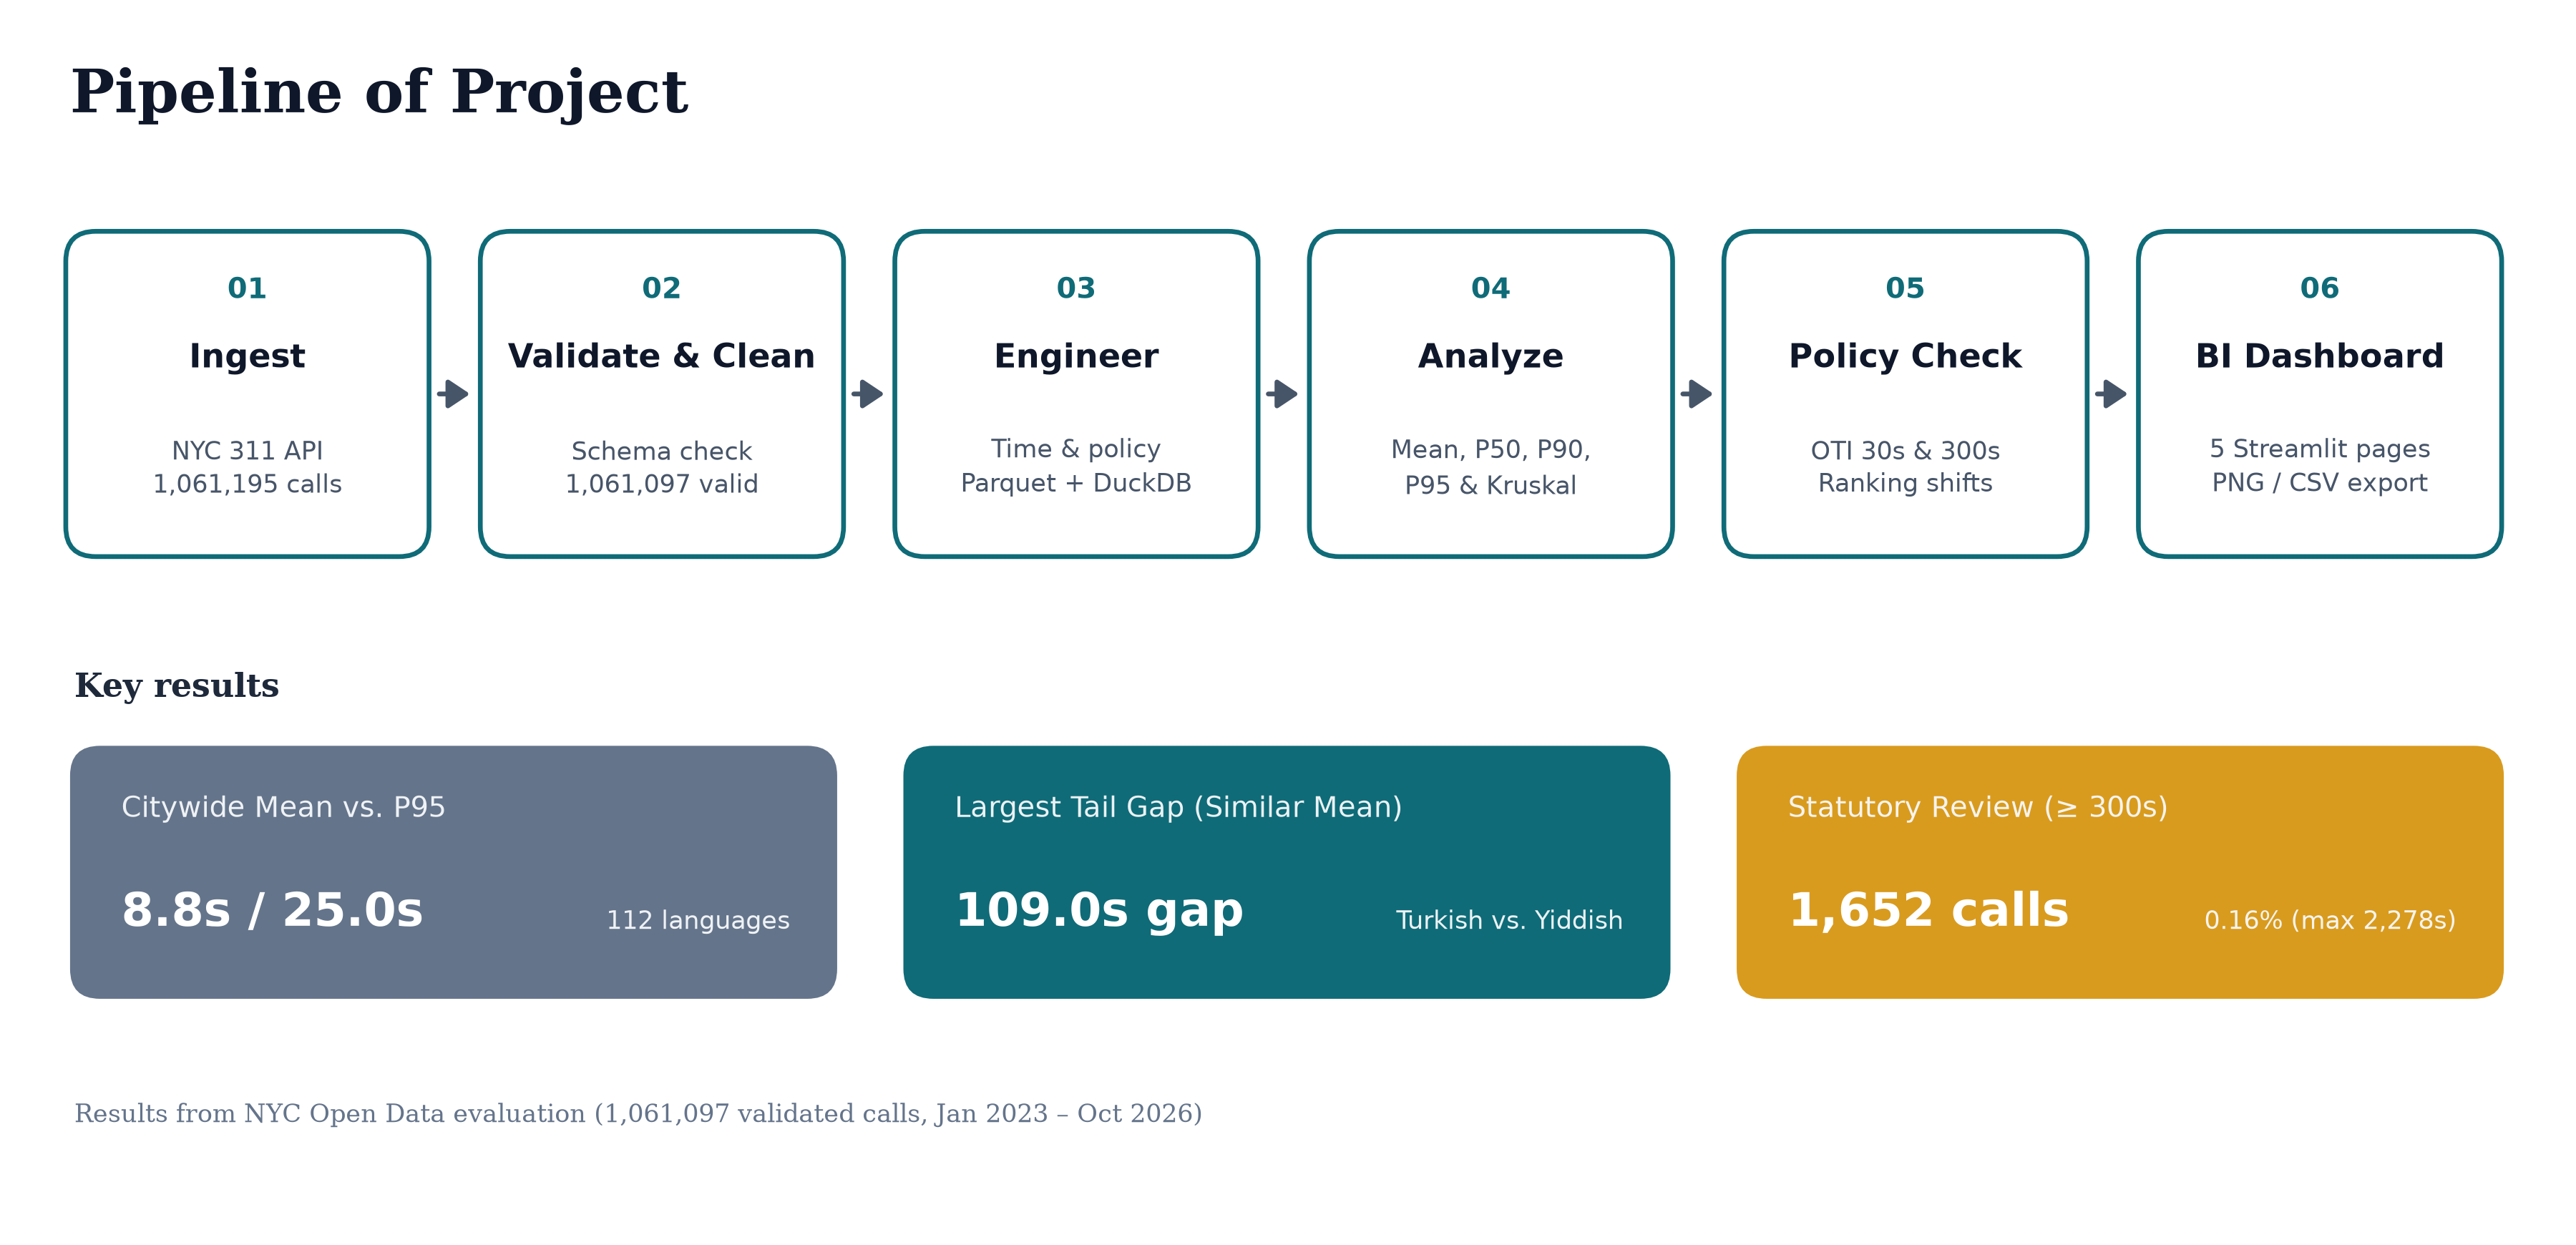 Pipeline of Project
01
Ingest
NYC 311 API
1,061,195 calls
02
Validate & Clean
Schema check
1,061,097 valid
03
Engineer
Time & policy
Parquet + DuckDB
04
Analyze
Mean, P50, P90,
P95 & Kruskal
05
Policy Check
OTI 30s & 300s
Ranking shifts
06
BI Dashboard
5 Streamlit pages
PNG / CSV export
Key results
Citywide Mean vs. P95
8.8s / 25.0s
112 languages
Largest Tail Gap (Similar Mean)
109.0s gap
Turkish vs. Yiddish
Statutory Review (≥ 300s)
1,652 calls
0.16% (max 2,278s)
Results from NYC Open Data evaluation (1,061,097 validated calls, Jan 2023 – Oct 2026)